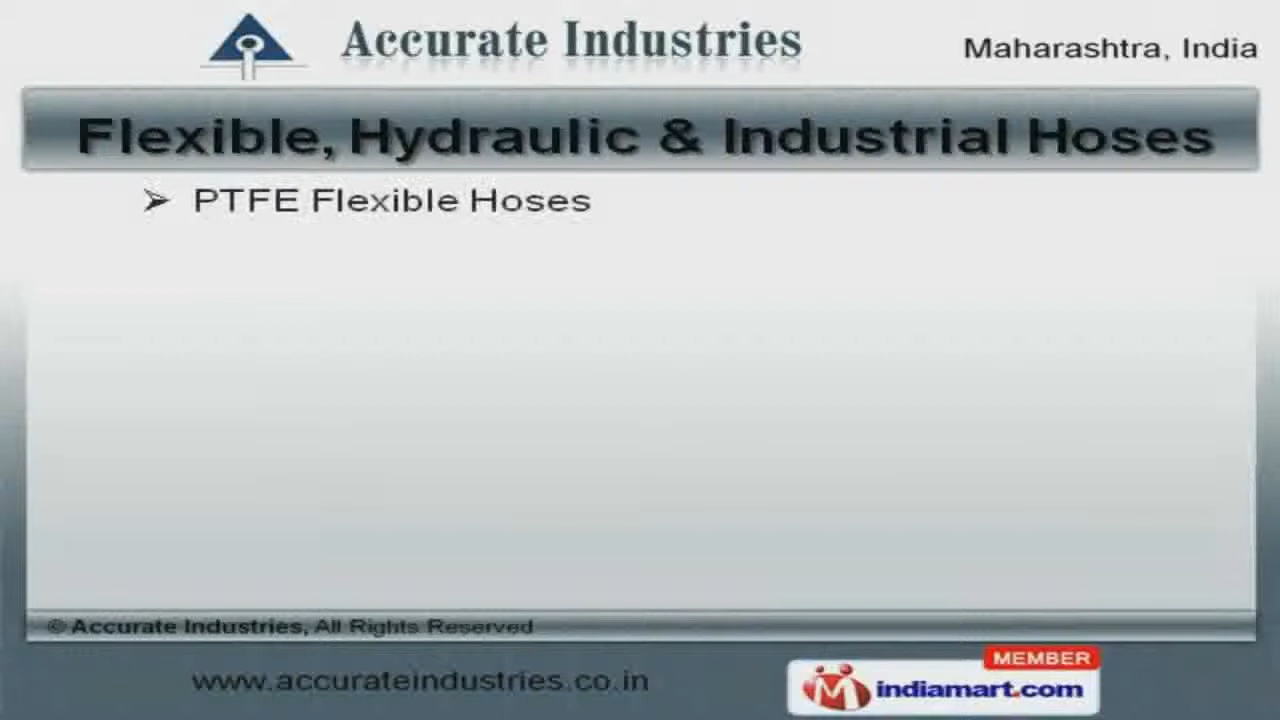 Accurate Industries
Maharashtra, India
Flexible, Hydraulic & Industrial Hoses
➢ PTFE Flexible Hoses
© Accurate Industries, All Rights Reserved
www.accurateindustries.co.in
MEMBER
indiamart.com